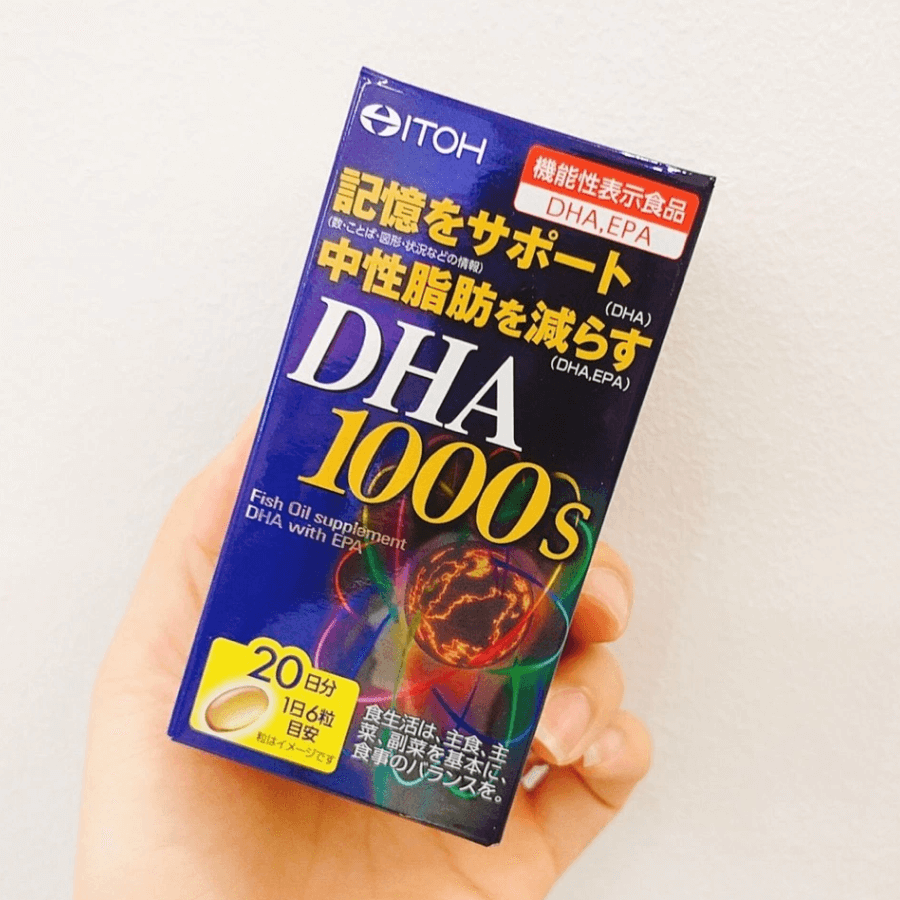 ITOH
機能性表示食品
DHA,EPA
記憶をサポート
(数・ことば・図形・状況などの情報)
(DHA)
中性脂肪を減らす
(DHA,EPA)
DHA
1000s
Fish Oil supplement
DHA with EPA
20日分
1日6粒
目安
粒はイメージです
食生活は、主食、主
菜、副菜を基本に、
食事のバランスを。